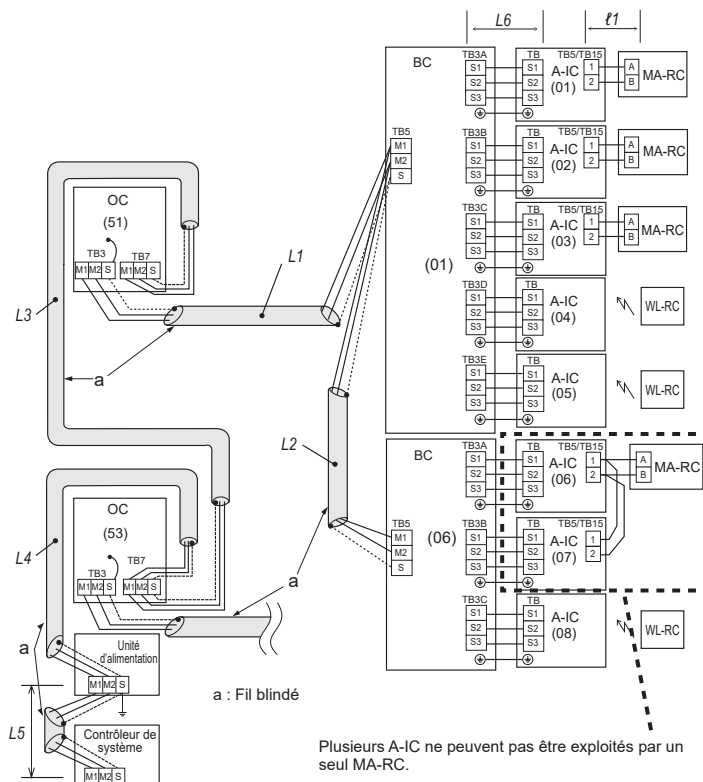 L6
ℓ1
BC
TB3A
TB
TB5/TB15
S1
S2
S3
S1
S2
S3
A-IC
(01)
1
2
A
B
MA-RC
TB5
M1
M2
S
TB3B
TB
TB5/TB15
S1
S2
S3
S1
S2
S3
A-IC
(02)
1
2
A
B
MA-RC
TB3C
TB
TB5/TB15
S1
S2
S3
S1
S2
S3
A-IC
(03)
1
2
A
B
MA-RC
(01)
TB3D
TB
S1
S2
S3
S1
S2
S3
A-IC
(04)
WL-RC
TB3E
TB
S1
S2
S3
S1
S2
S3
A-IC
(05)
WL-RC
OC
(51)
TB3
TB7
M1 M2 S
M1 M2 S
L1
L3
a
L2
BC
TB3A
TB
TB5/TB15
S1
S2
S3
S1
S2
S3
A-IC
(06)
1
2
A
B
MA-RC
TB5
M1
M2
S
(06)
TB3B
TB
TB5/TB15
S1
S2
S3
S1
S2
S3
A-IC
(07)
1
2
TB3C
TB
S1
S2
S3
S1
S2
S3
A-IC
(08)
WL-RC
OC
(53)
L4
TB3
TB7
M1 M2 S
M1 M2 S
a
a
Unité
d'alimentation
M1 M2 S
a : Fil blindé
L5
Contrôleur de
système
M1 M2 S
Plusieurs A-IC ne peuvent pas être exploités par un
seul MA-RC.